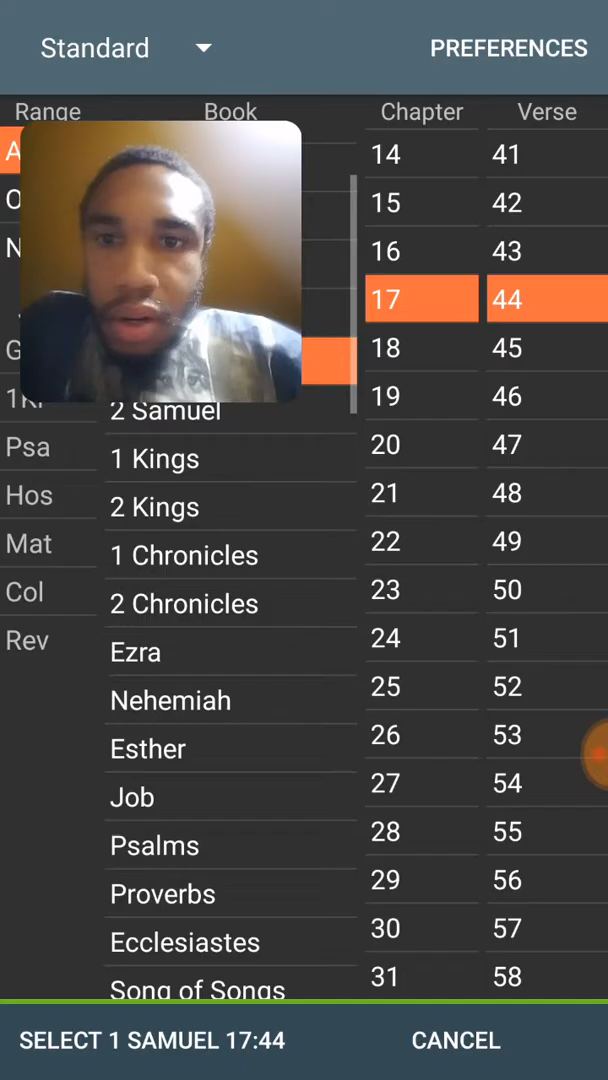 Standard PREFERENCES
Range Book Chapter Verse
14 41
15 42
16 43
17 44
18 45
19 46
2 Samuel
20 47
Psa 1 Kings
21 48
Hos 2 Kings
22 49
Mat 1 Chronicles
23 50
Col 2 Chronicles
24 51
Rev Ezra
25 52
Nehemiah
26 53
Esther
27 54
Job
28 55
Psalms
29 56
Proverbs
30 57
Ecclesiastes
31 58
Song of Songs
SELECT 1 SAMUEL 17:44 CANCEL